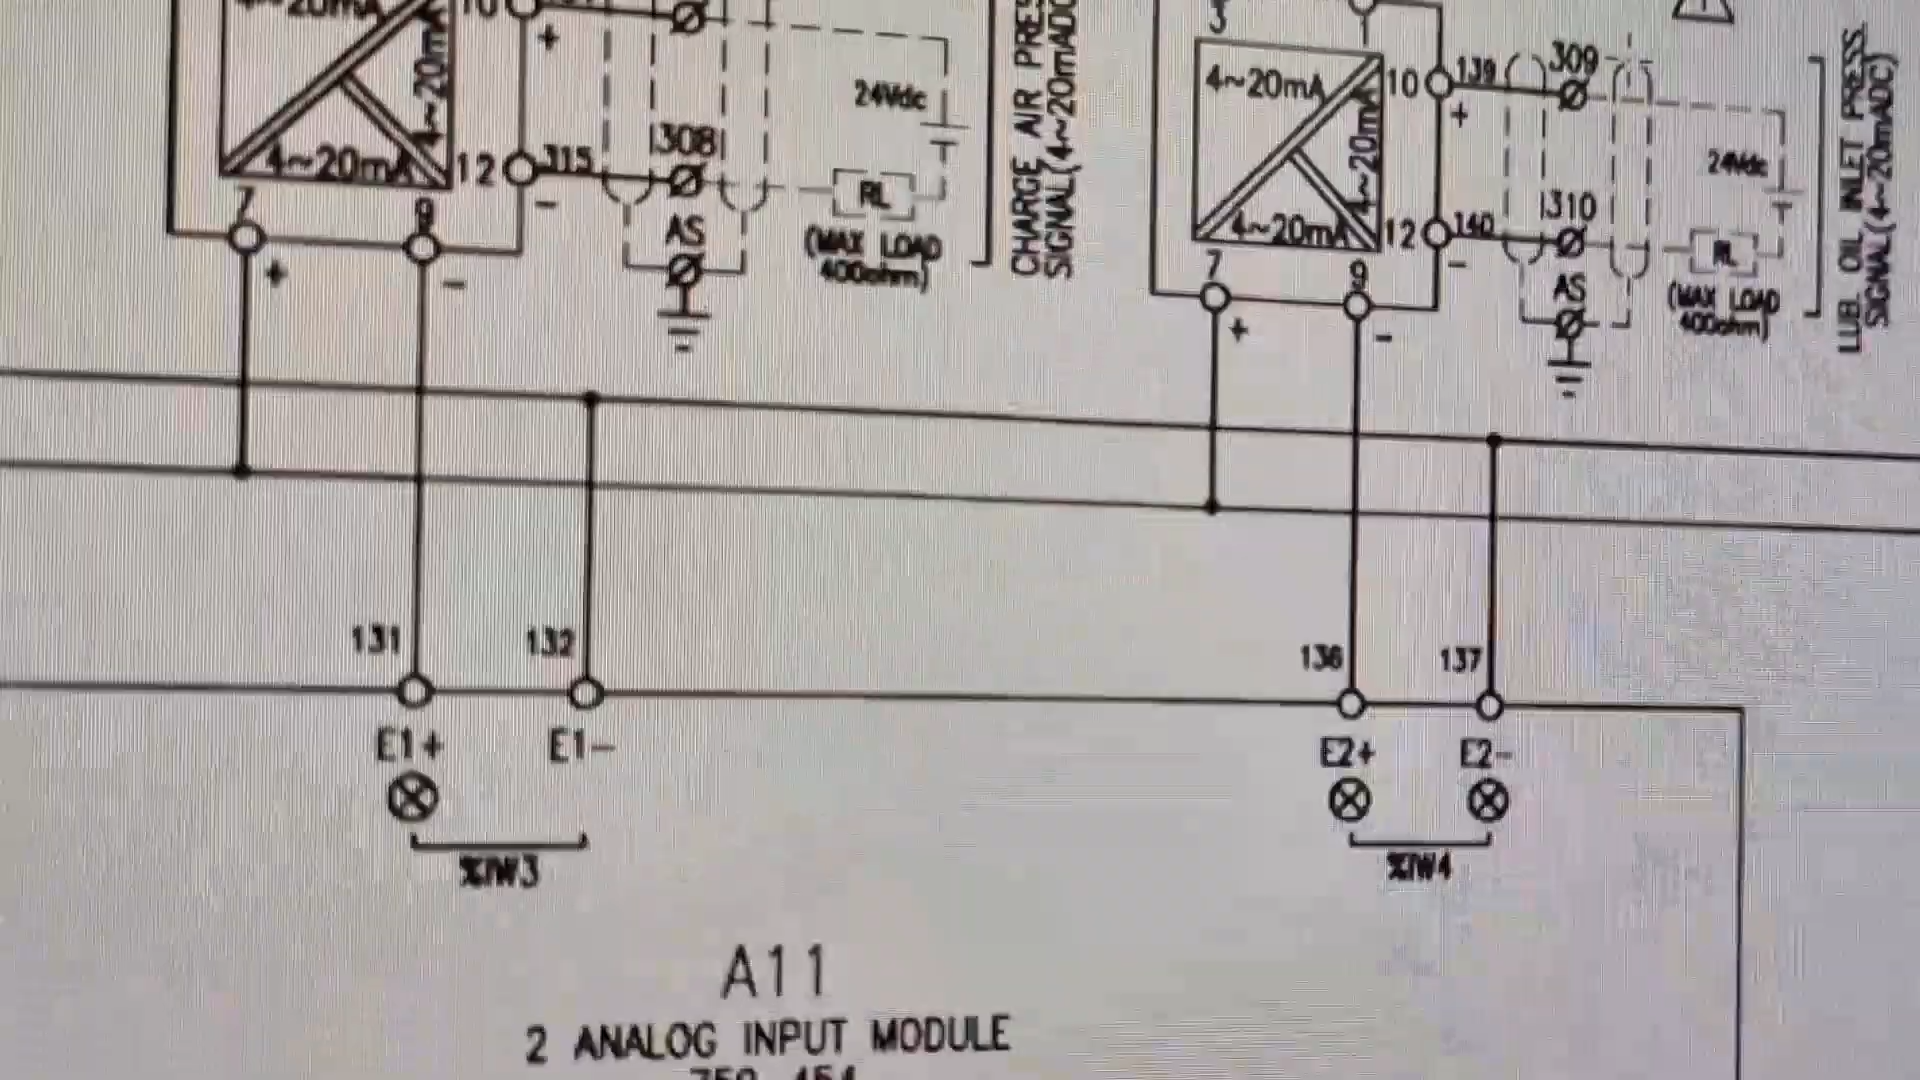 4~20mA
10
+
4~20mA
24Vdc
1308
315
12
-
4~20mA
RL
AS
(MAX LOAD
400ohm)
7
9
+
-
CHARGE AIR PRES
SIGNAL(4~20mADC
3
4~20mA
10
139
309
+
4~20mA
24Vdc
1310
140
12
-
4~20mA
RL
AS
(MAX LOAD
400ohm)
7
9
+
-
LUB. OIL INLET PRESS.
SIGNAL(4~20mADC)
131
132
136
137
E1+
E1-
E2+
E2-
%IW3
%IW4
A11
2 ANALOG INPUT MODULE